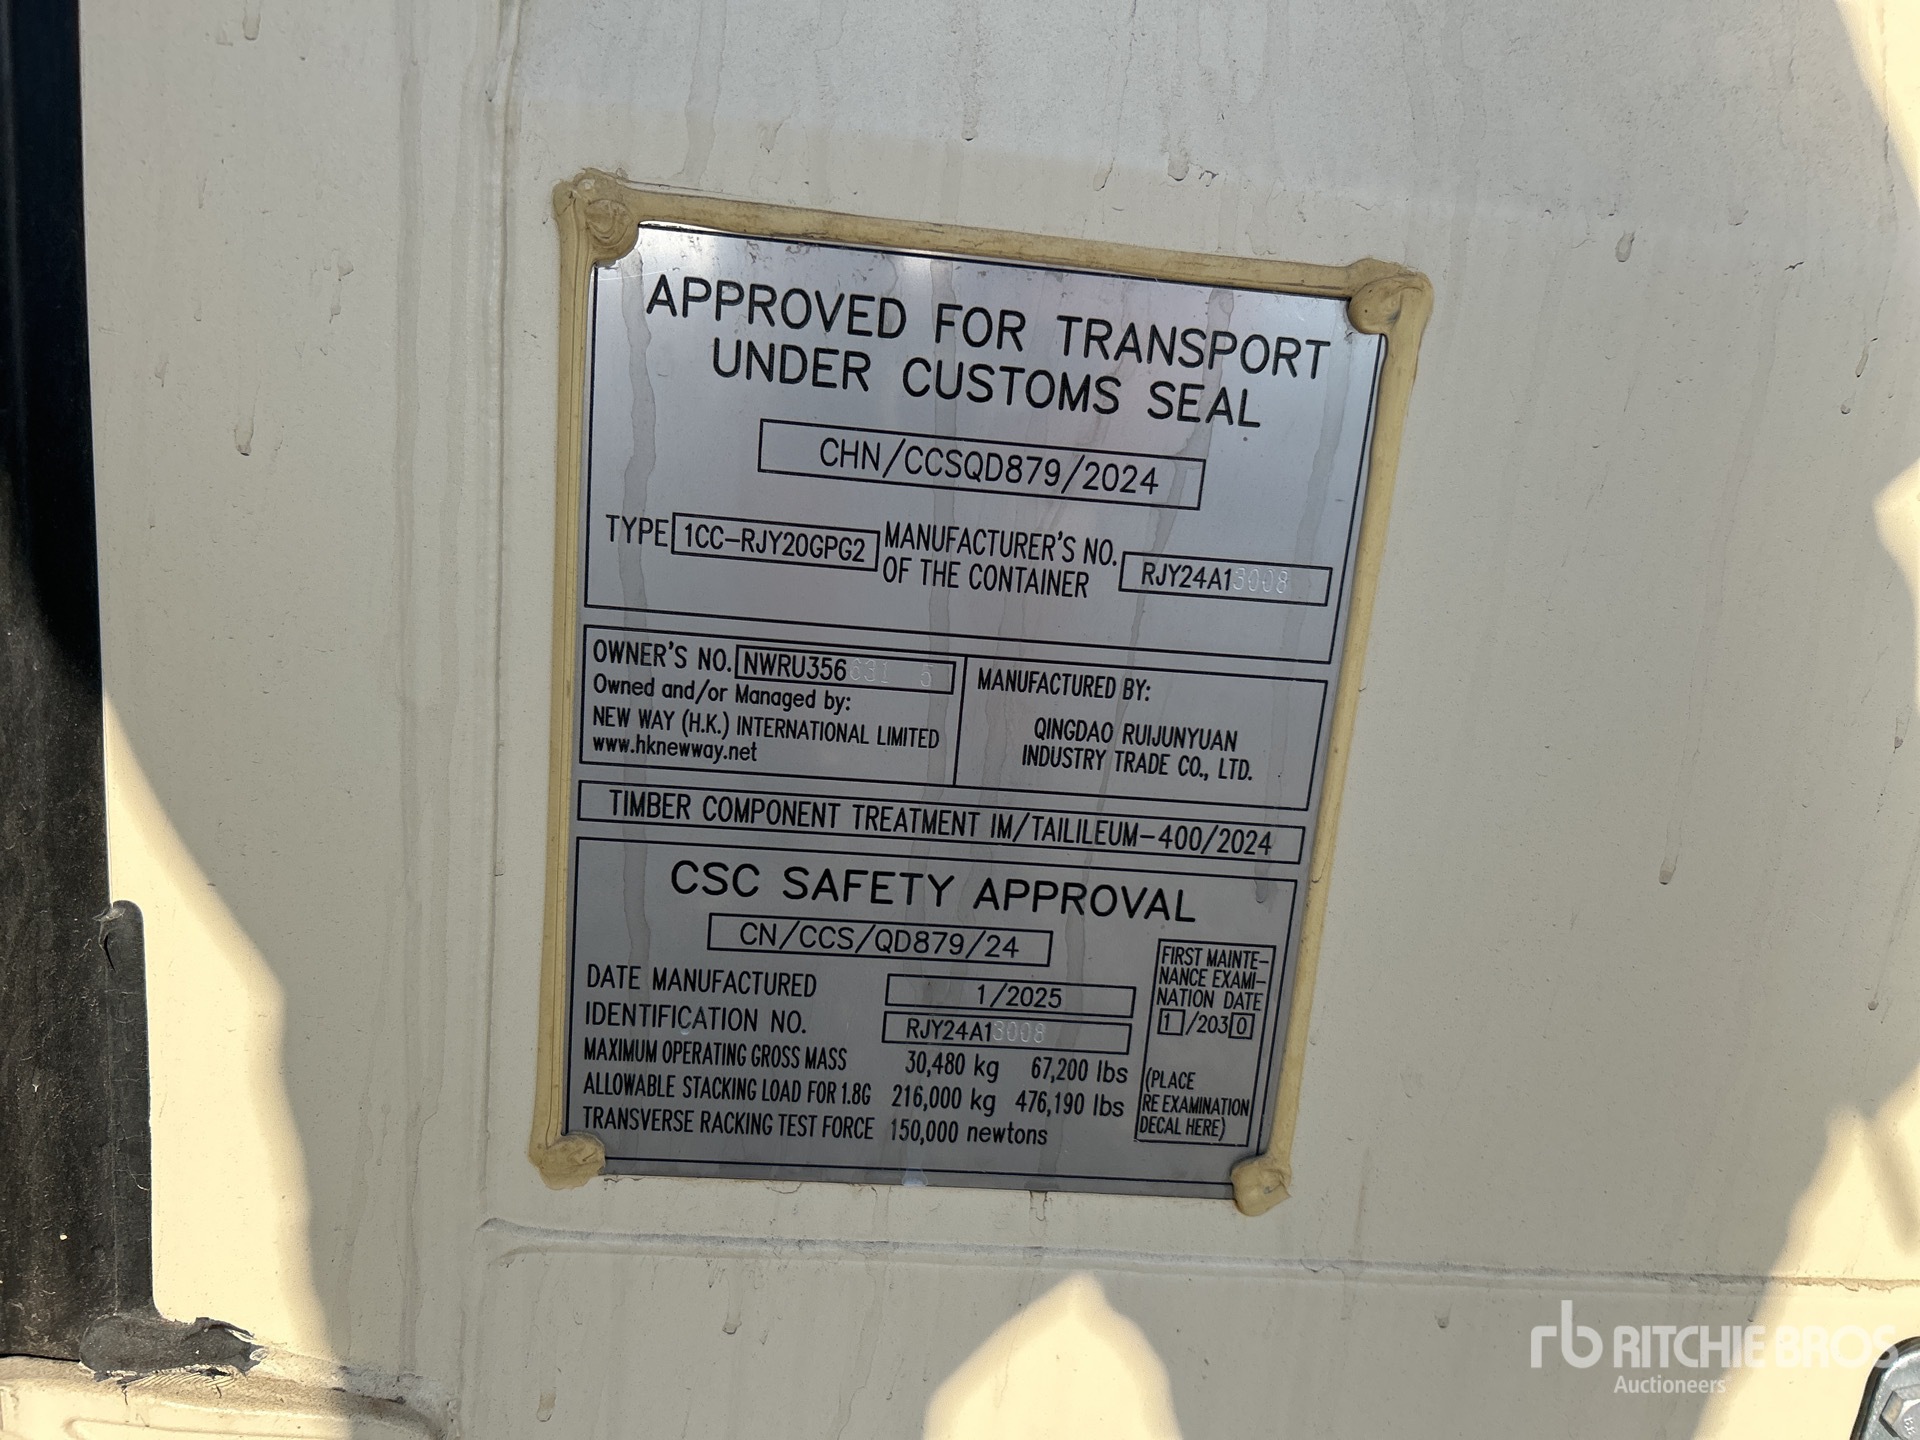 APPROVED FOR TRANSPORT
UNDER CUSTOMS SEAL
CHN/CCSQD879/2024
TYPE 1CC-RJY20GPG2 MANUFACTURER'S NO. OF THE CONTAINER RJY24A13008
OWNER'S NO. NWRU356631 5
Owned and/or Managed by:
NEW WAY (H.K.) INTERNATIONAL LIMITED
www.hknewway.net
MANUFACTURED BY:
QINGDAO RUIJUNYUAN
INDUSTRY TRADE CO., LTD.
TIMBER COMPONENT TREATMENT IM/TAILILEUM-400/2024
CSC SAFETY APPROVAL
CN/CCS/QD879/24
DATE MANUFACTURED 1/2025
IDENTIFICATION NO. RJY24A13008
MAXIMUM OPERATING GROSS MASS 30,480 kg 67,200 lbs
ALLOWABLE STACKING LOAD FOR 1.8G 216,000 kg 476,190 lbs
TRANSVERSE RACKING TEST FORCE 150,000 newtons
FIRST MAINTE-
NANCE EXAMI-
NATION DATE
1/2030
(PLACE
RE EXAMINATION
DECAL HERE)
rb RITCHIE BROS
Auctioneers